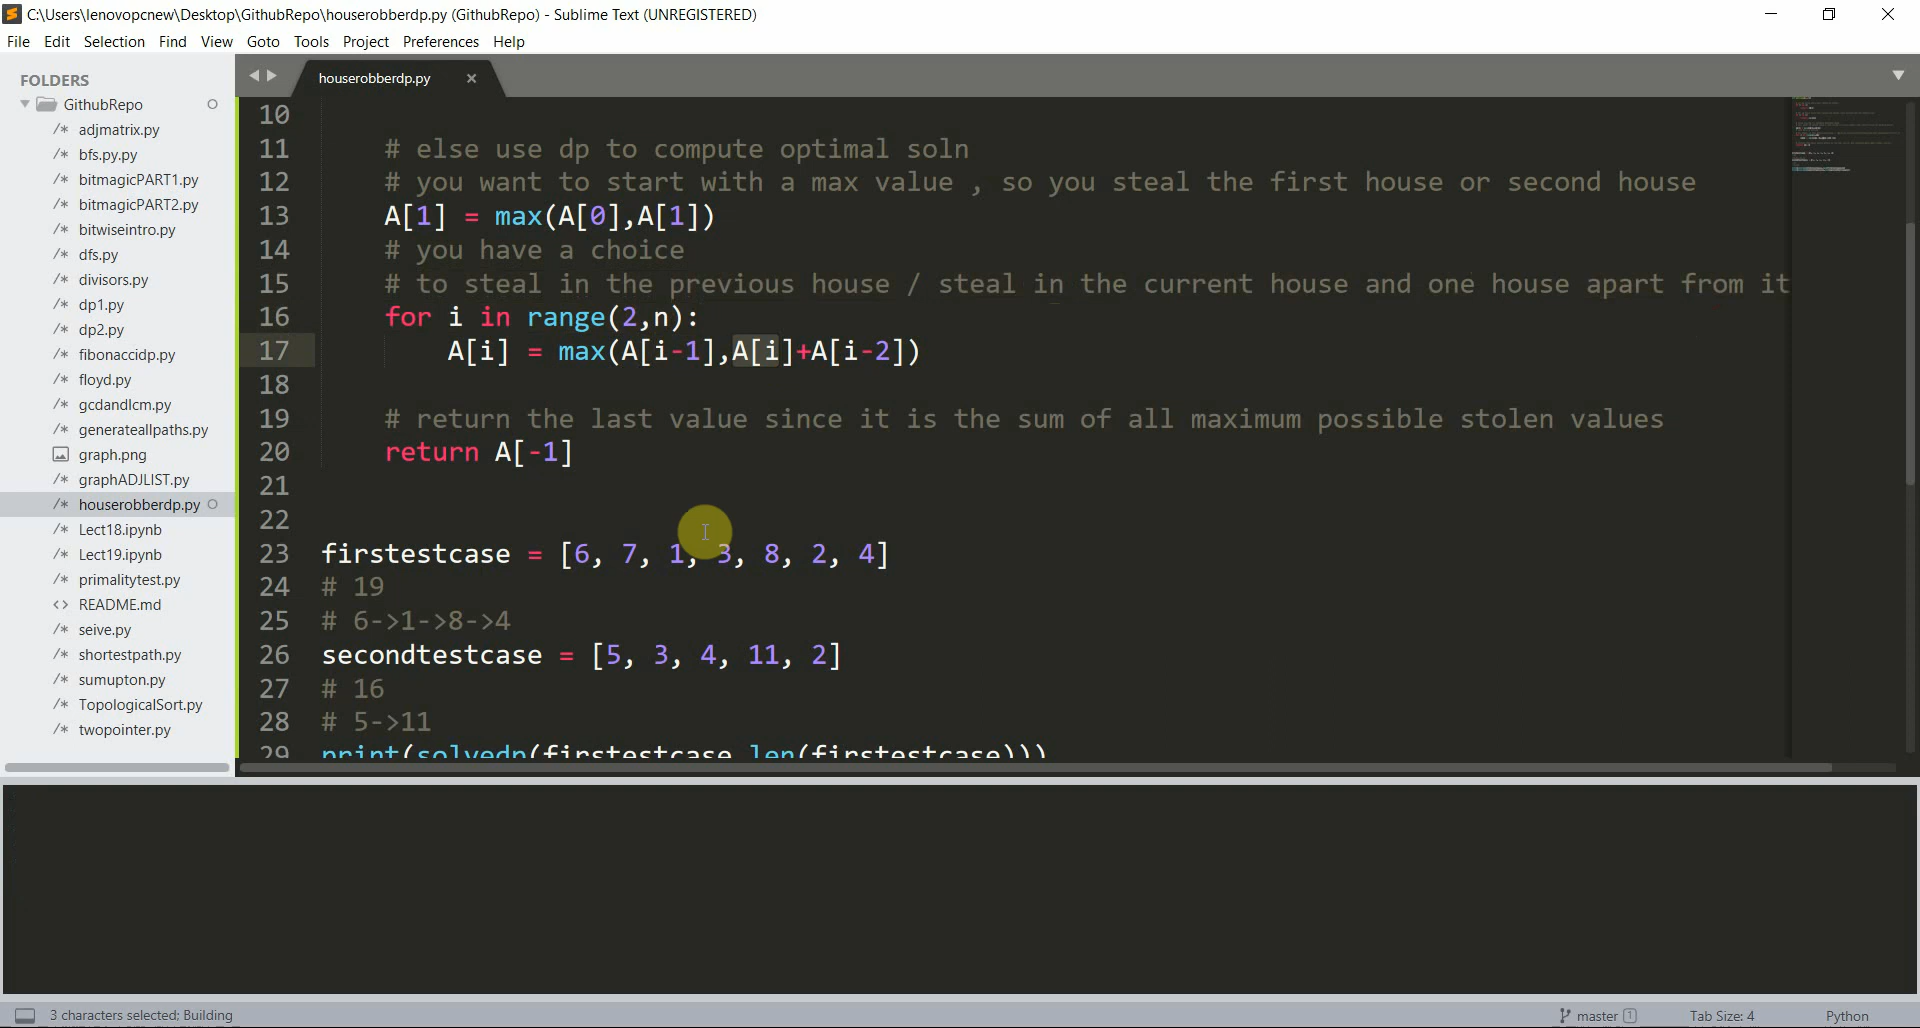 C:\Users\lenovopcnew\Desktop\GithubRepo\houserobberdp.py (GithubRepo) - Sublime Text (UNREGISTERED)
File Edit Selection Find View Goto Tools Project Preferences Help
FOLDERS
GithubRepo
/* adjmatrix.py
/* bfs.py.py
/* bitmagicPART1.py
/* bitmagicPART2.py
/* bitwiseintro.py
/* dfs.py
/* divisors.py
/* dp1.py
/* dp2.py
/* fibonaccidp.py
/* floyd.py
/* gcdandlcm.py
/* generateallpaths.py
graph.png
/* graphADJLIST.py
/* houserobberdp.py
/* Lect18.ipynb
/* Lect19.ipynb
/* primalitytest.py
<> README.md
/* seive.py
/* shortestpath.py
/* sumupton.py
/* TopologicalSort.py
/* twopointer.py
houserobberdp.py ×
10
11 # else use dp to compute optimal soln
12 # you want to start with a max value , so you steal the first house or second house
13 A[1] = max(A[0],A[1])
14 # you have a choice
15 # to steal in the previous house / steal in the current house and one house apart from it
16 for i in range(2,n):
17 A[i] = max(A[i-1],A[i]+A[i-2])
18
19 # return the last value since it is the sum of all maximum possible stolen values
20 return A[-1]
21
22
23 firstestcase = [6, 7, 1, 3, 8, 2, 4]
24 # 19
25 # 6->1->8->4
26 secondtestcase = [5, 3, 4, 11, 2]
27 # 16
28 # 5->11
29 print(solvedp(firstestcase,len(firstestcase)))
3 characters selected; Building
master 1
Tab Size: 4
Python